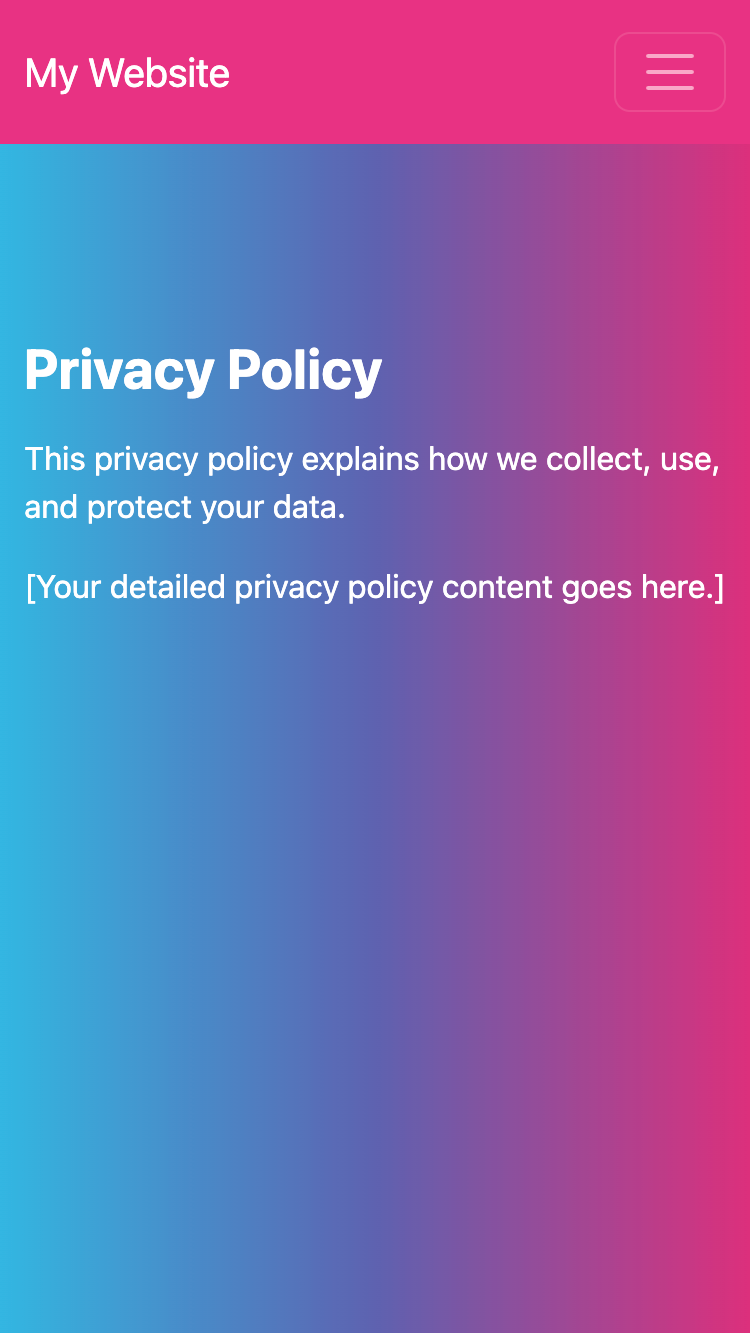 My Website
Privacy Policy
This privacy policy explains how we collect, use,
and protect your data.
[Your detailed privacy policy content goes here.]